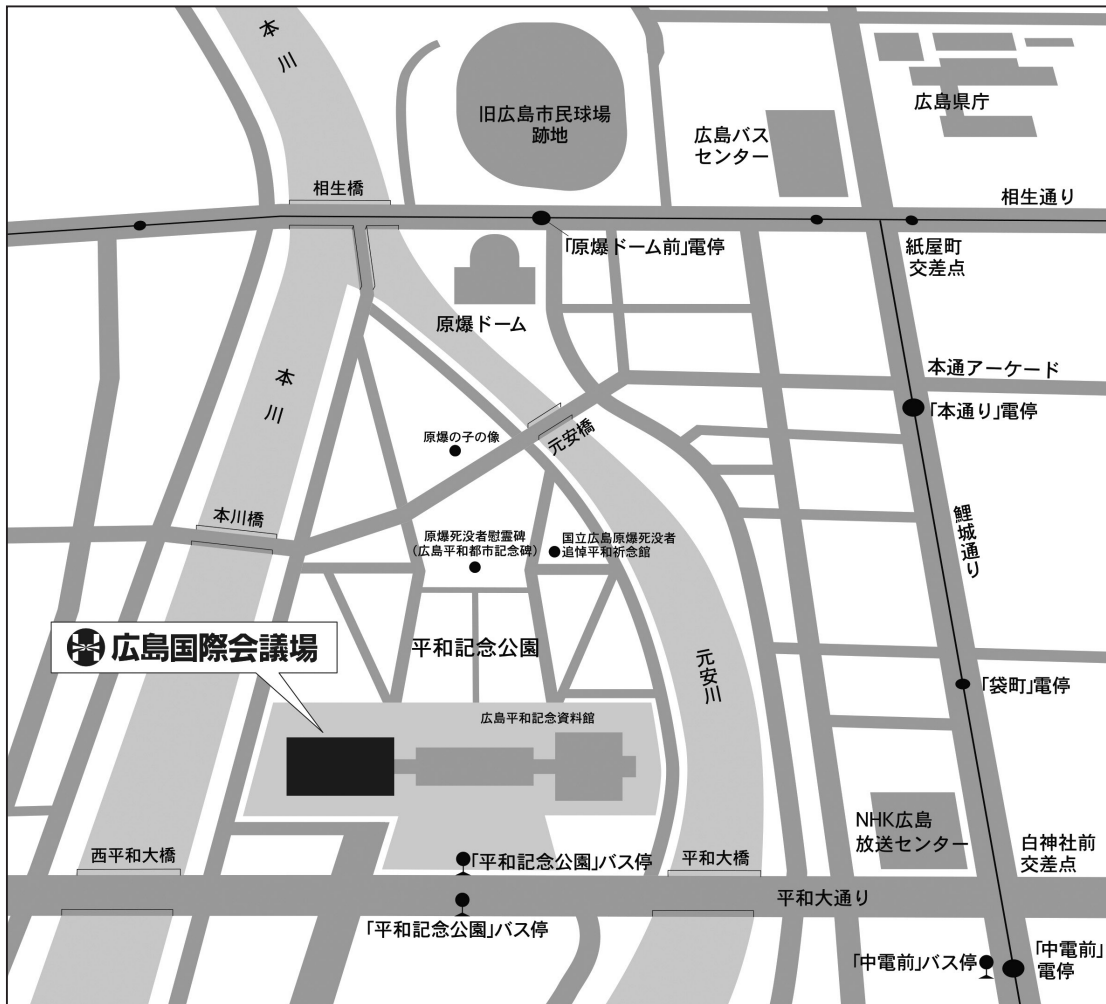 本川
旧広島市民球場
跡地
広島バス
センター
広島県庁
相生橋
相生通り
「原爆ドーム前」電停
紙屋町
交差点
原爆ドーム
本通アーケード
本川
「本通り」電停
原爆の子の像
元安橋
本川橋
原爆死没者慰霊碑
(広島平和都市記念碑)
国立広島原爆死没者
追悼平和祈念館
鯉城通り
広島国際会議場
平和記念公園
元安川
「袋町」電停
広島平和記念資料館
NHK広島
放送センター
西平和大橋
「平和記念公園」バス停
平和大橋
白神社前
交差点
平和大通り
「平和記念公園」バス停
「中電前」バス停
「中電前」
電停